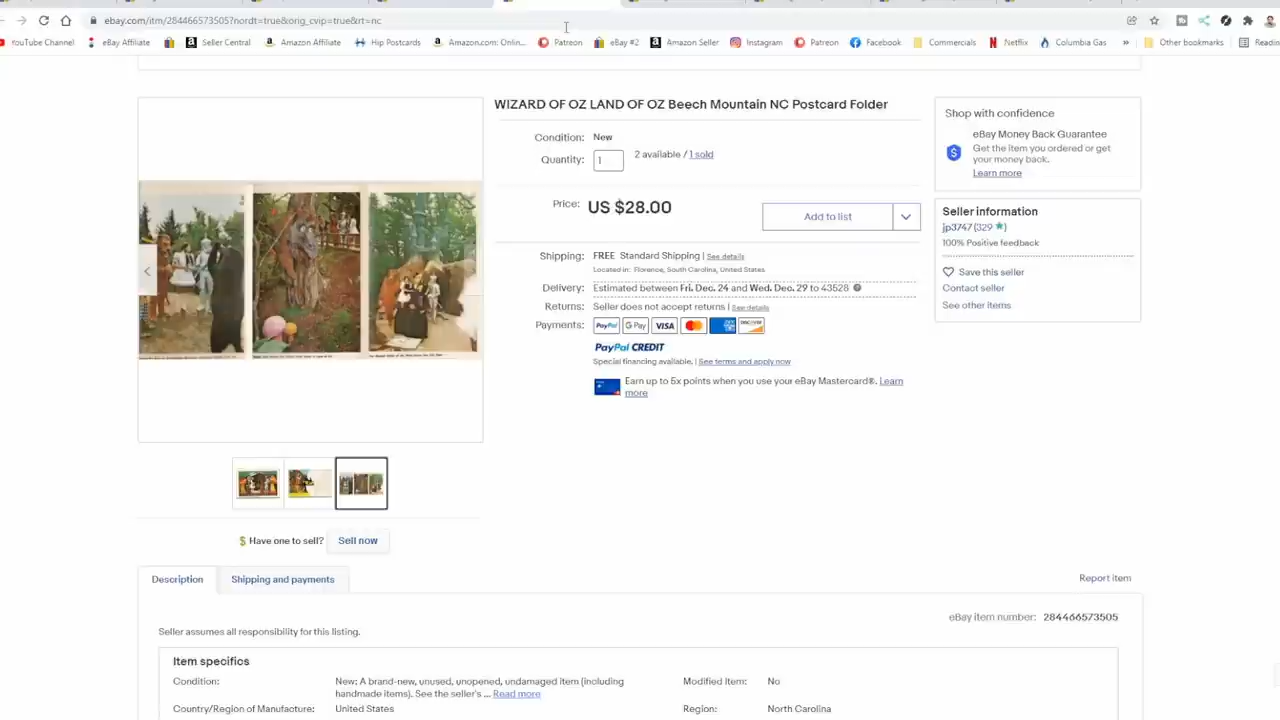 ebay.com/itm/284466573505?nordt=true&orig_cvip=true&rt=nc
YouTube Channel eBay Affiliate Seller Central Amazon Affiliate Hip Postcards Amazon.com: Onlin... Patreon eBay #2 Amazon Seller Instagram Patreon Facebook Commercials Netflix Columbia Gas » Other bookmarks Readin
WIZARD OF OZ LAND OF OZ Beech Mountain NC Postcard Folder
Condition: New
Quantity: 1 2 available / 1 sold
Price: US $28.00
Add to list
Shipping: FREE Standard Shipping | See details
Located in: Florence, South Carolina, United States
Delivery: Estimated between Fri. Dec. 24 and Wed. Dec. 29 to 43528
Returns: Seller does not accept returns | See details
Payments: PayPal G Pay VISA DISCOVER
PayPal CREDIT
Special financing available. | See terms and apply now
Earn up to 5x points when you use your eBay Mastercard®. Learn
more
Shop with confidence
eBay Money Back Guarantee
Get the item you ordered or get
your money back.
Learn more
Seller information
jp3747 (329 )
100% Positive feedback
Save this seller
Contact seller
See other items
Have one to sell? Sell now
Description Shipping and payments
Report item
eBay item number: 284466573505
Seller assumes all responsibility for this listing.
Item specifics
Condition: New: A brand-new, unused, unopened, undamaged item (including
handmade items). See the seller's ... Read more
Modified Item: No
Country/Region of Manufacture: United States
Region: North Carolina